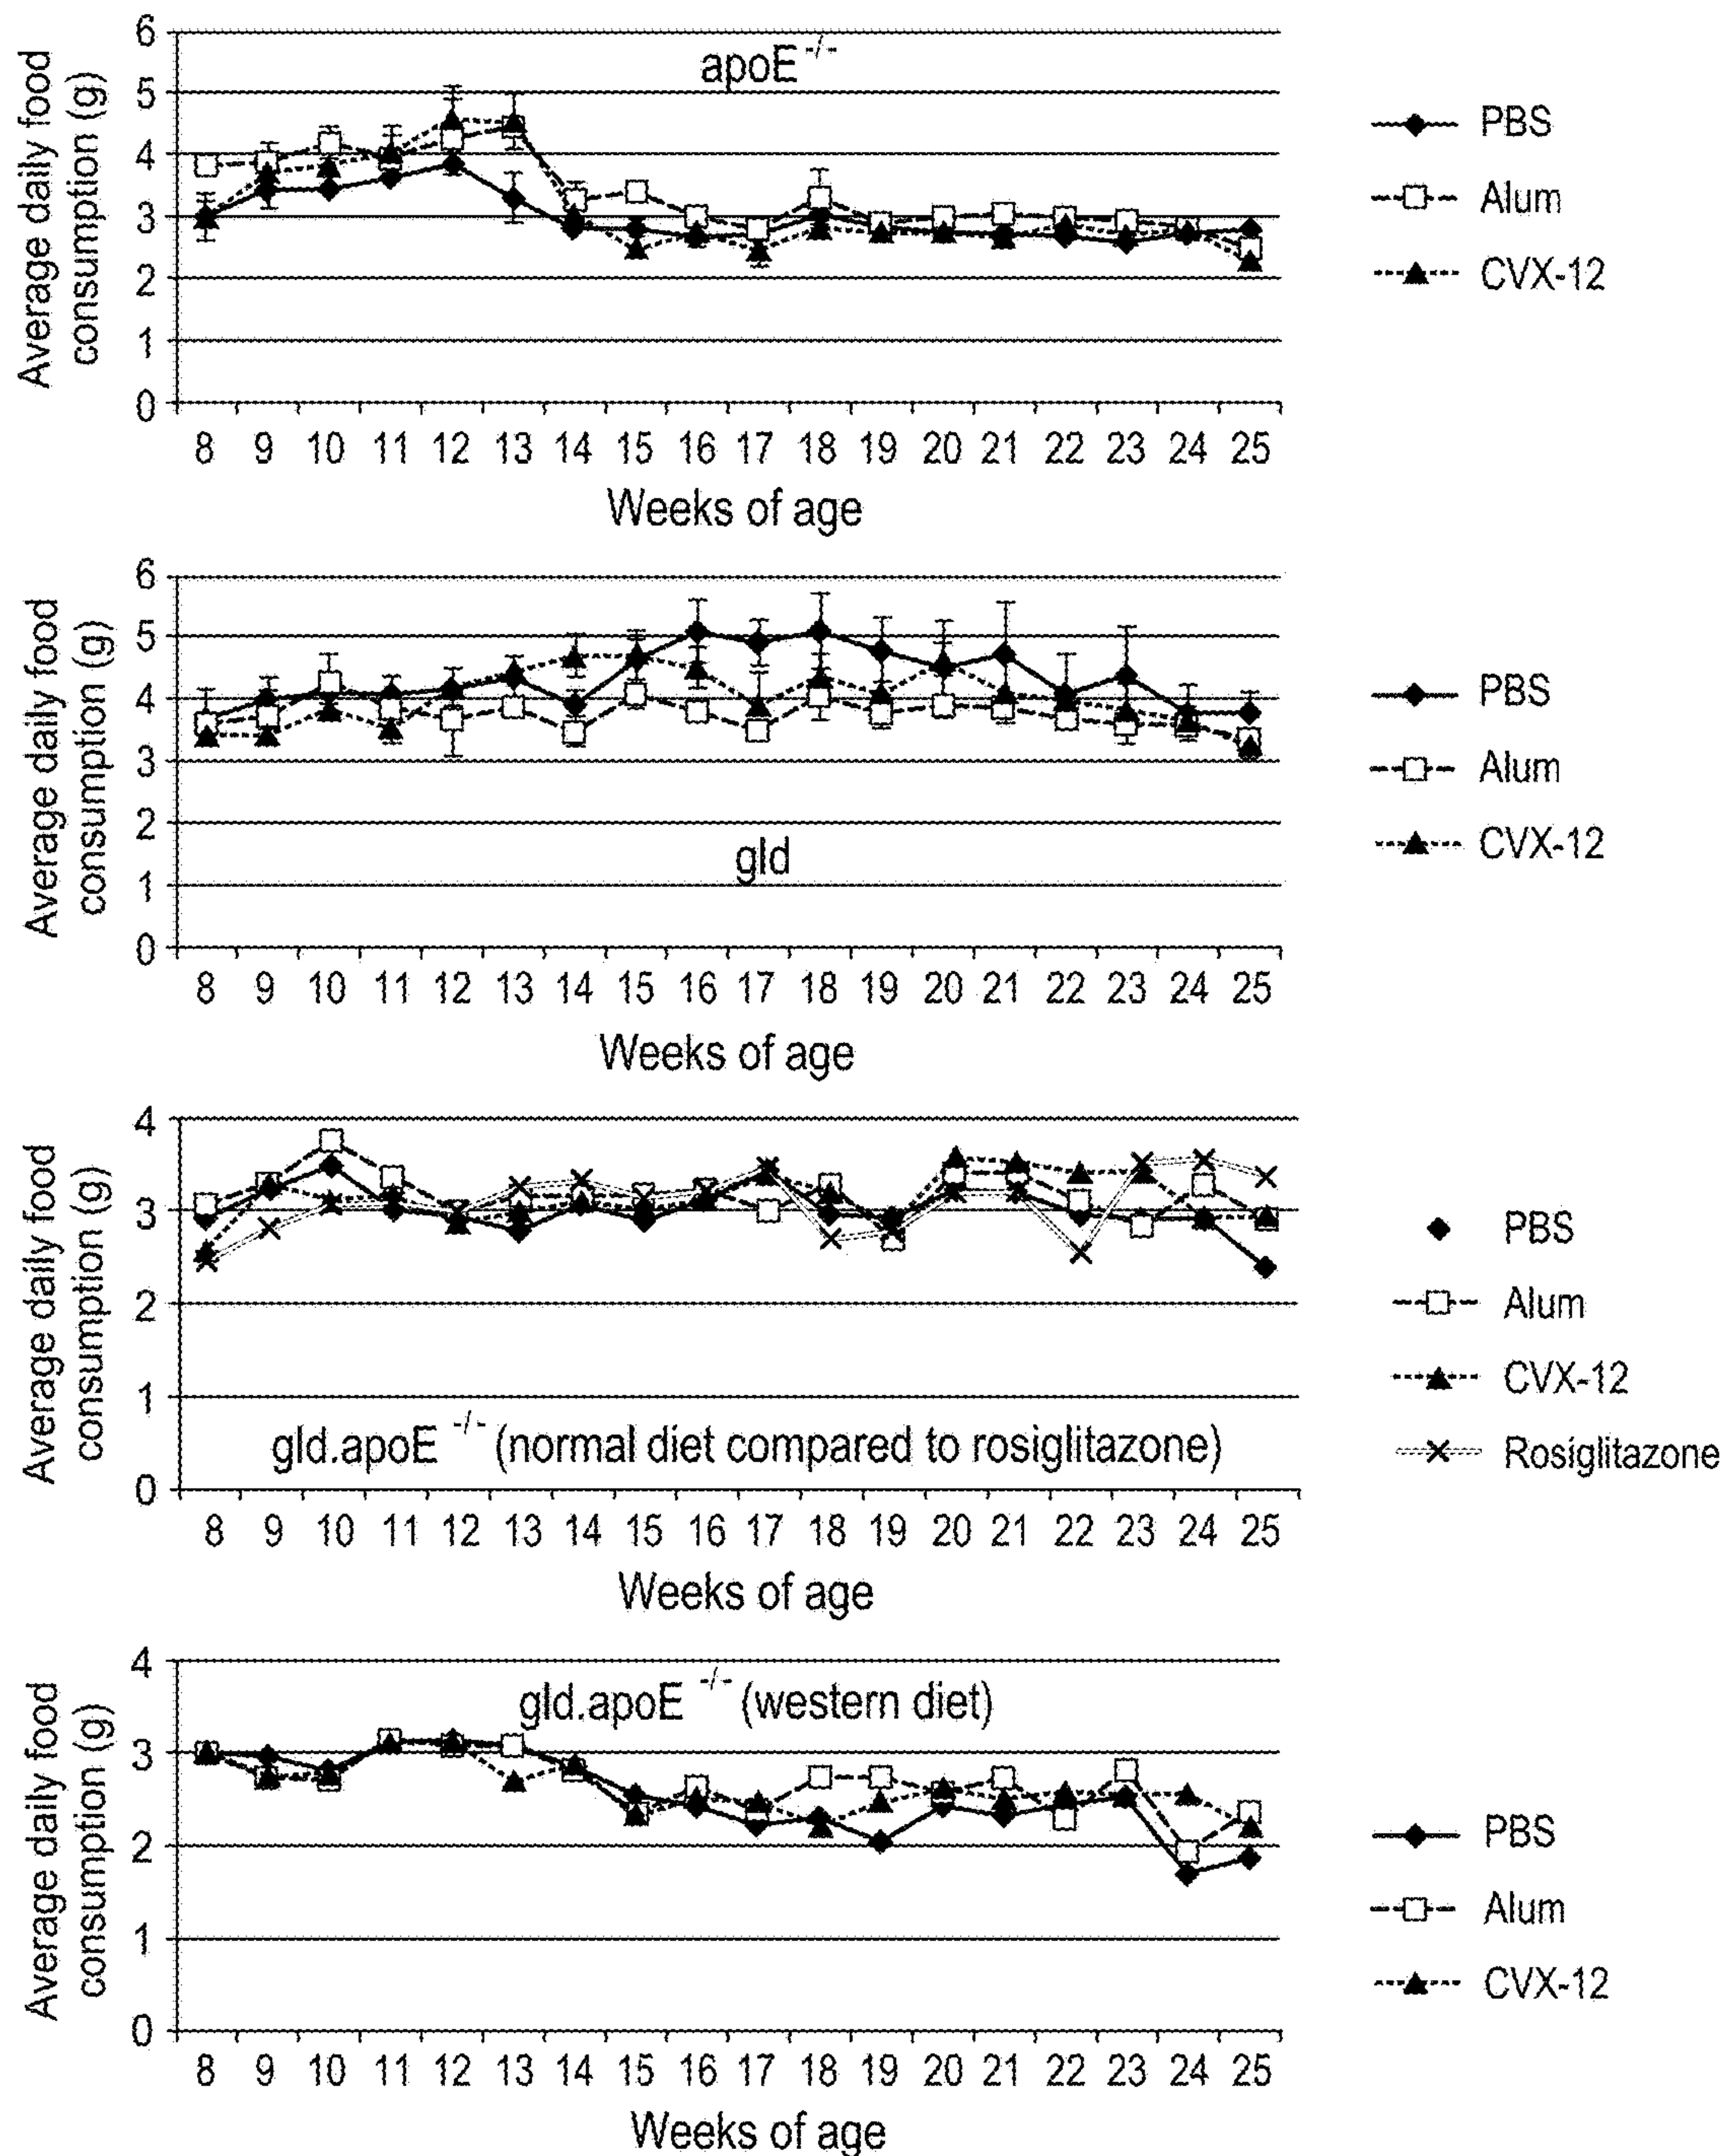 Average daily food
consumption (g)
6
5
4
3
2
1
0
apoE -/-
8 9 10 11 12 13 14 15 16 17 18 19 20 21 22 23 24 25
Weeks of age
PBS
Alum
CVX-12
Average daily food
consumption (g)
6
5
4
3
2
1
0
gld
8 9 10 11 12 13 14 15 16 17 18 19 20 21 22 23 24 25
Weeks of age
PBS
Alum
CVX-12
Average daily food
consumption (g)
4
3
2
1
0
gld.apoE -/- (normal diet compared to rosiglitazone)
8 9 10 11 12 13 14 15 16 17 18 19 20 21 22 23 24 25
Weeks of age
PBS
Alum
CVX-12
Rosiglitazone
Average daily food
consumption (g)
4
3
2
1
0
gld.apoE -/- (western diet)
8 9 10 11 12 13 14 15 16 17 18 19 20 21 22 23 24 25
Weeks of age
PBS
Alum
CVX-12